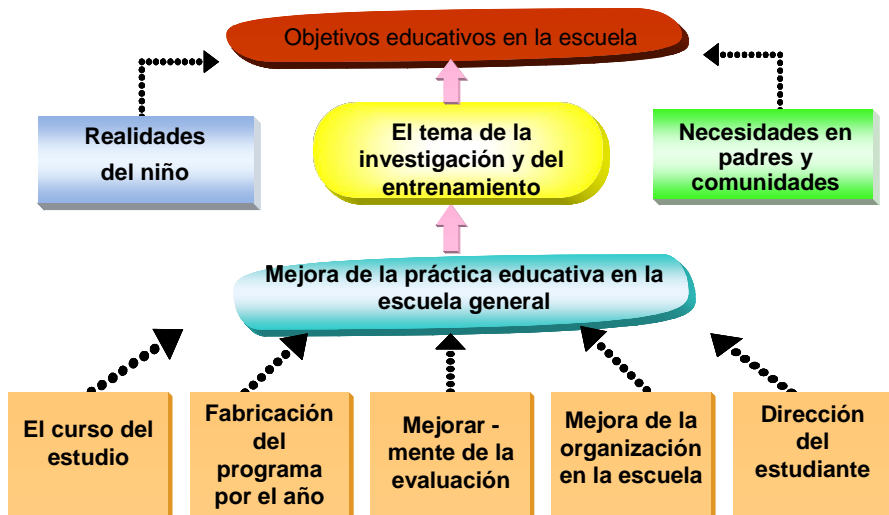 Objetivos educativos en la escuela
Realidades
del niño
El tema de la
investigación y del
entrenamiento
Necesidades en
padres y
comunidades
Mejora de la práctica educativa en la
escuela general
El curso del
estudio
Fabricación
del
programa
por el año
Mejorar -
mente de la
evaluación
Mejora de la
organización
en la escuela
Dirección
del
estudiante